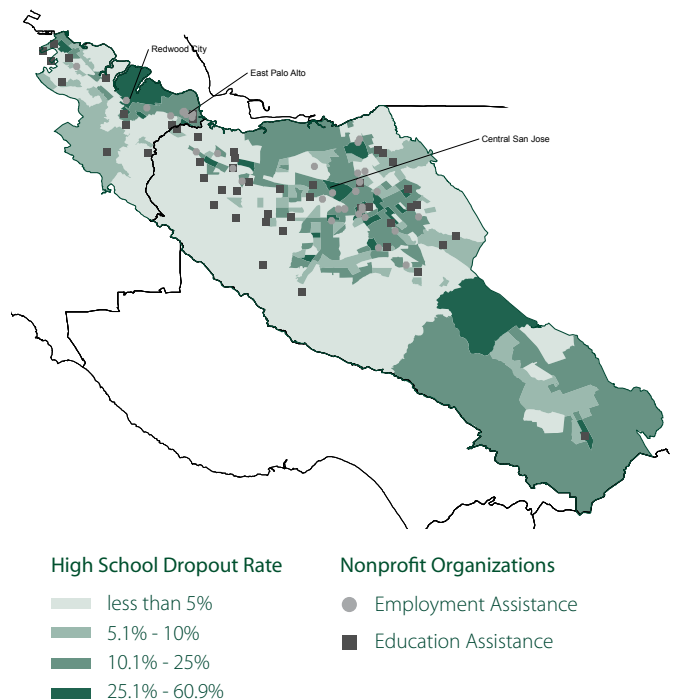 Redwood City
East Palo Alto
Central San Jose
High School Dropout Rate
less than 5%
5.1% - 10%
10.1% - 25%
25.1% - 60.9%
Nonprofit Organizations
Employment Assistance
Education Assistance